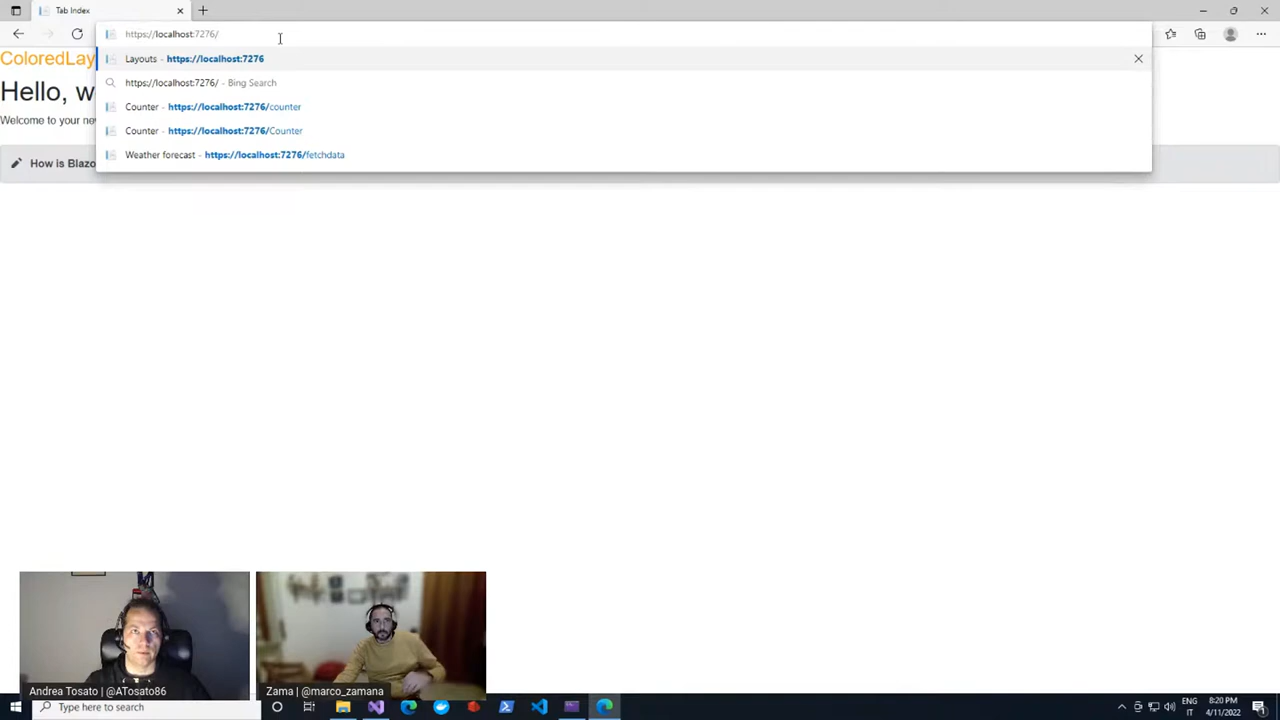 Tab Index
https://localhost:7276/
Layouts - https://localhost:7276
https://localhost:7276/ - Bing Search
Counter - https://localhost:7276/counter
Counter - https://localhost:7276/Counter
Weather forecast - https://localhost:7276/fetchdata
ColoredLay
Hello, w
Welcome to your ne
How is Blazo
Andrea Tosato | @ATosato86
Zama | @marco_zamana
Type here to search
ENG
IT
8:20 PM
4/11/2022
1